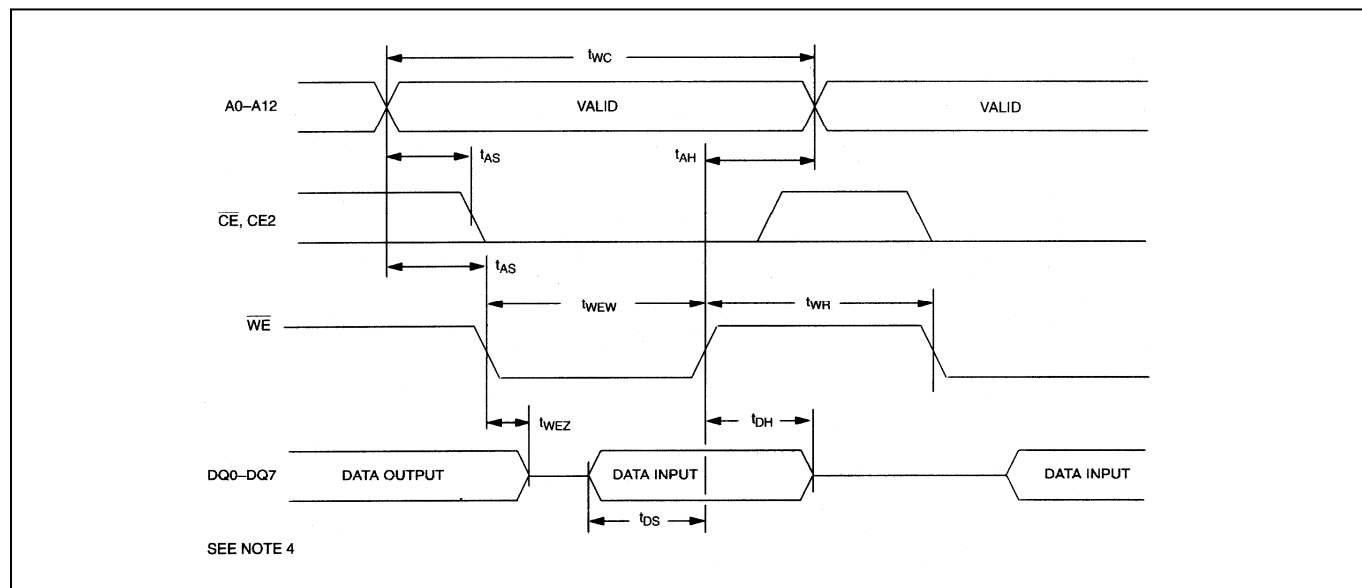 tWC
A0–A12
VALID
VALID
tAS
tAH
CE, CE2
tAS
tWEW
tWR
WE
tWEZ
tDH
DQ0–DQ7
DATA OUTPUT
DATA INPUT
DATA INPUT
tDS
SEE NOTE 4